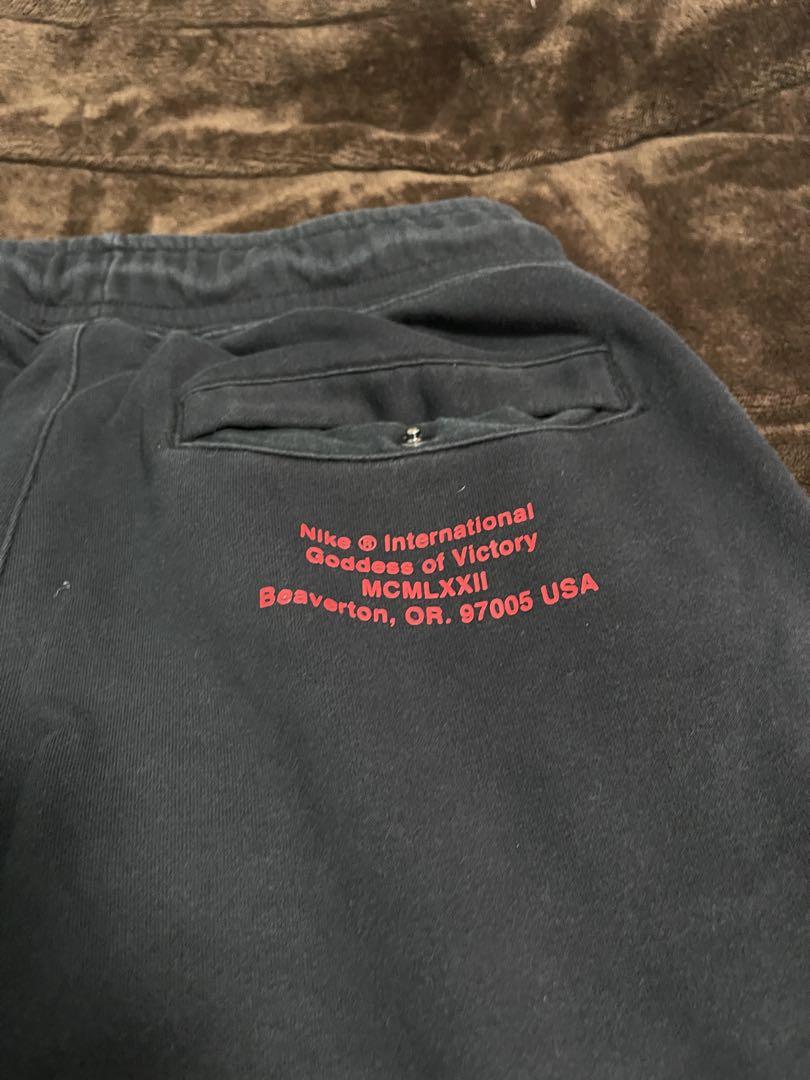 Nike ® International
Goddess of Victory
MCMLXXII
Beaverton, OR. 97005 USA